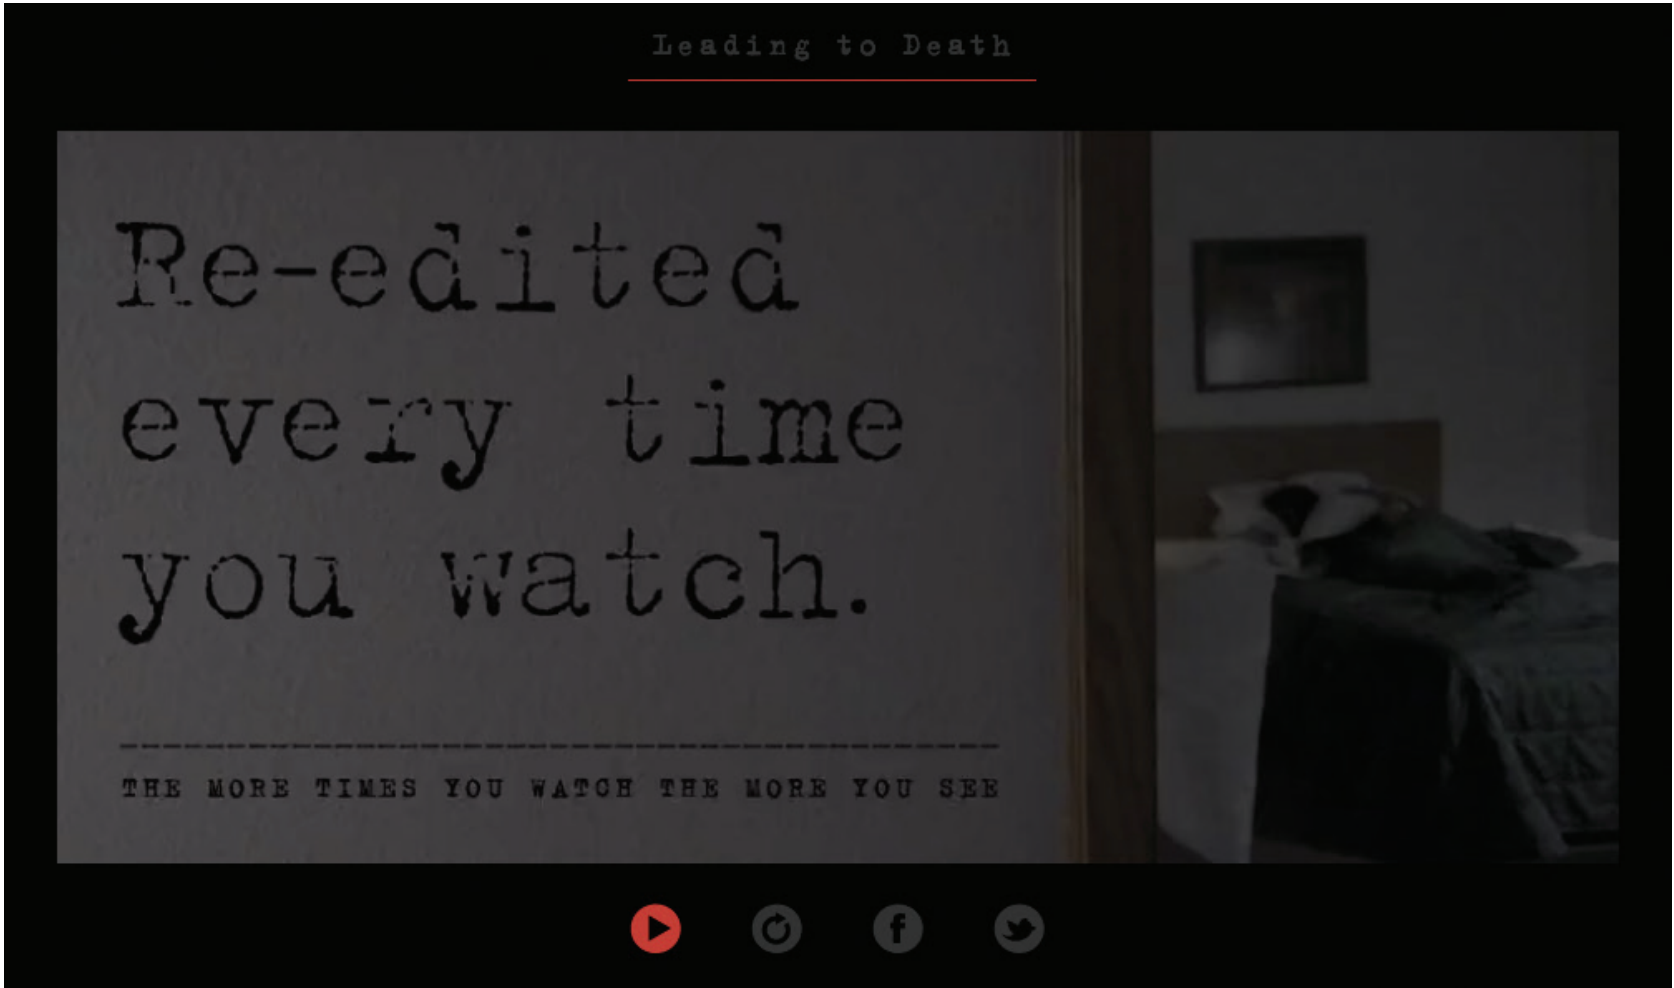 Leading to Death
Re-edited
every time
you watch.
THE MORE TIMES YOU WATCH THE MORE YOU SEE
f